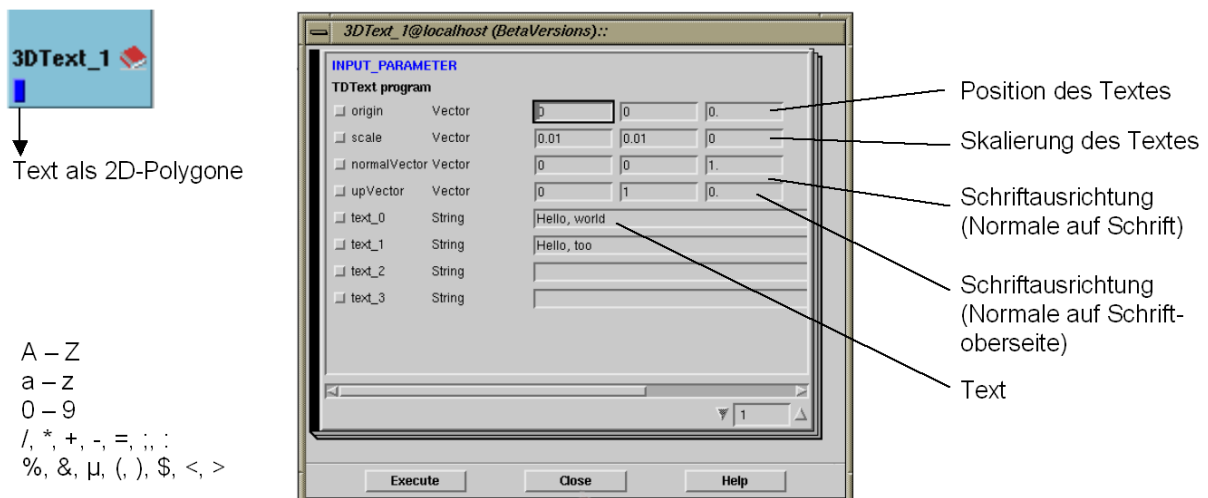 3DText_1
Text als 2D-Polygone
A – Z
a – z
0 – 9
/, *, +, -, =, ;, :
%, &, µ, (, ), $, <, >
3DText_1@localhost (BetaVersions)::
INPUT_PARAMETER
TDText program
origin Vector 0 0 0.
scale Vector 0.01 0.01 0
normalVector Vector 0 0 1.
upVector Vector 0 1 0.
text_0 String Hello, world
text_1 String Hello, too
text_2 String
text_3 String
1
Execute Close Help
Position des Textes
Skalierung des Textes
Schriftausrichtung
(Normale auf Schrift)
Schriftausrichtung
(Normale auf Schrift-
oberseite)
Text